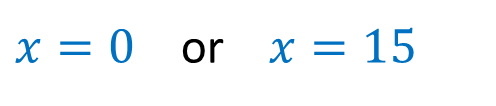 x = 0 or x = 15